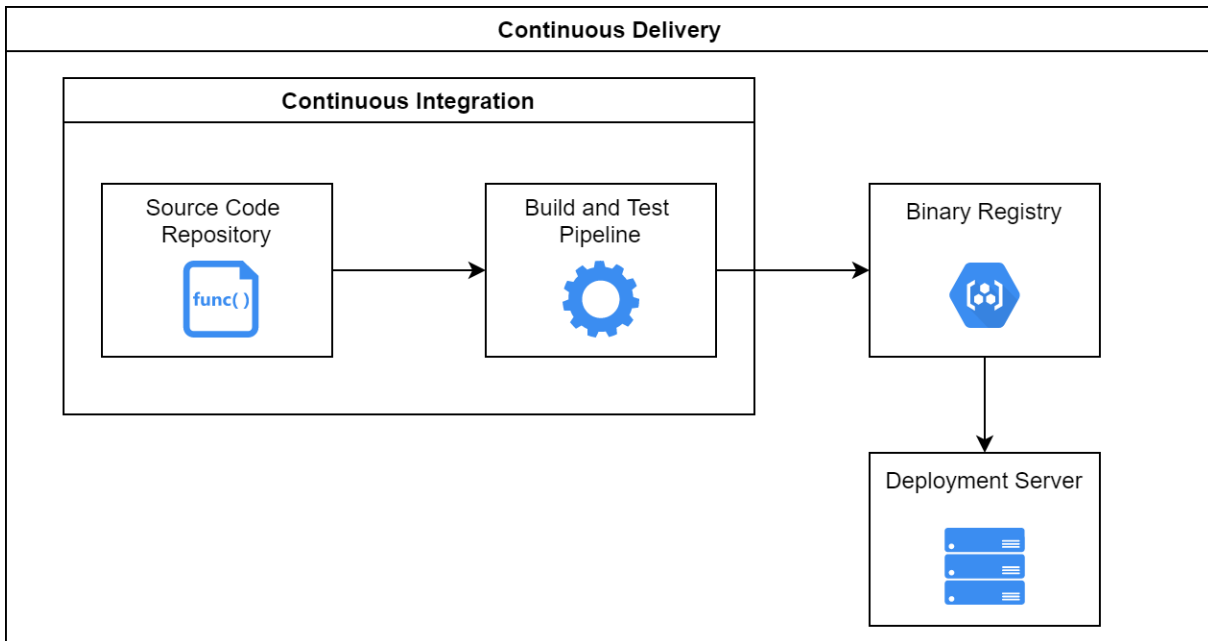 Continuous Delivery
Continuous Integration
Source Code
Repository
func( )
Build and Test
Pipeline
Binary Registry
Deployment Server